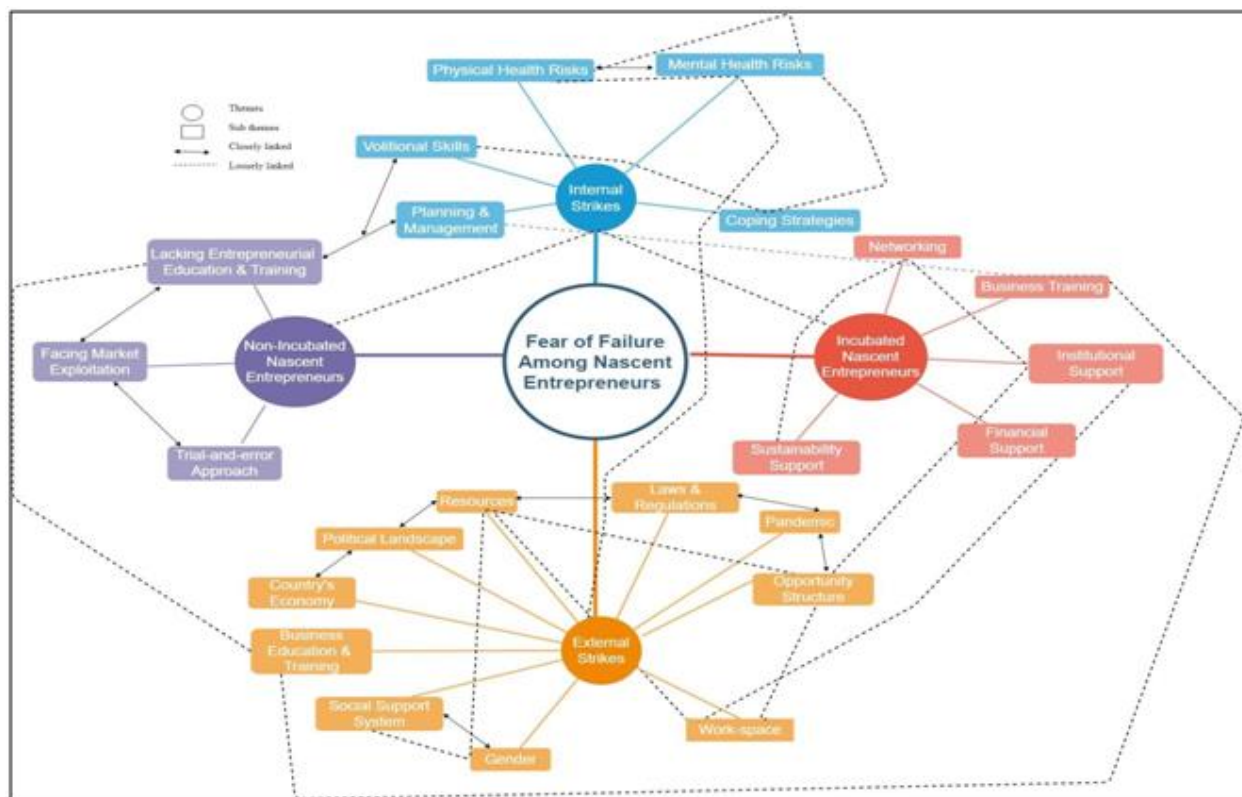 Physical Health Risks
Mental Health Risks
Themes
Sub themes
Closely linked
Loosely linked
Volitional Skills
Internal
Strikes
Planning &
Management
Coping Strategies
Networking
Lacking Entrepreneurial
Education & Training
Business Training
Fear of Failure
Among Nascent
Entrepreneurs
Non-Incubated
Nascent
Entrepreneurs
Incubated
Nascent
Entrepreneurs
Facing Market
Exploitation
Institutional
Support
Trial-and-error
Approach
Sustainability
Support
Financial
Support
Resources
Laws &
Regulations
Pandemic
Political Landscape
Country's
Economy
Opportunity
Structure
Business
Education &
Training
External
Strikes
Social Support
System
Work-space
Gender